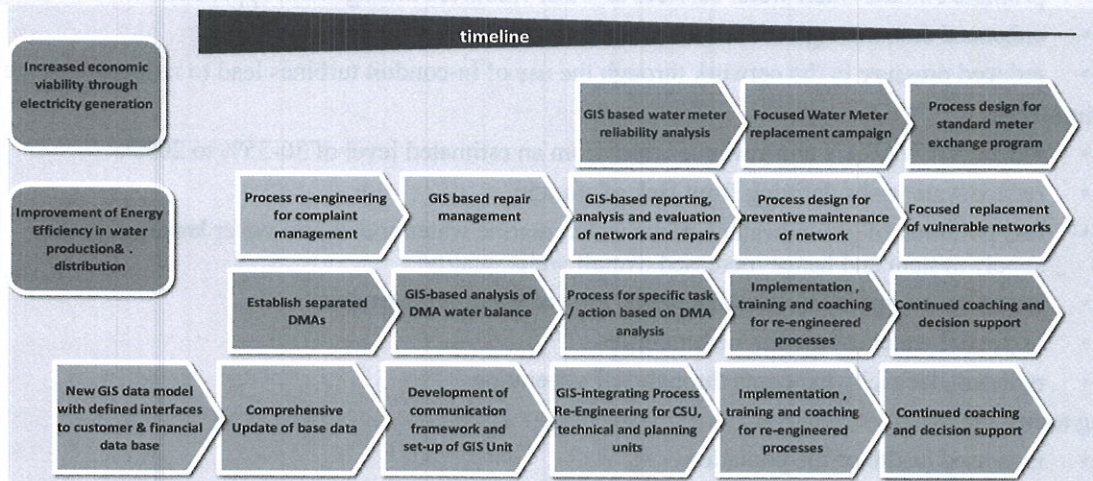 timeline
Increased economic
viability through
electricity generation
GIS based water meter
reliability analysis
Focused Water Meter
replacement campaign
Process design for
standard meter
exchange program
Improvement of Energy
Efficiency in water
production& .
distribution
Process re-engineering
for complaint
management
GIS based repair
management
GIS-based reporting,
analysis and evaluation
of network and repairs
Process design for
preventive maintenance
of network
Focused replacement
of vulnerable networks
Establish separated
DMAs
GIS-based analysis of
DMA water balance
Process for specific task
/ action based on DMA
analysis
Implementation ,
training and coaching
for re-engineered
processes
Continued coaching and
decision support
New GIS data model
with defined interfaces
to customer & financial
data base
Comprehensive
Update of base data
Development of
communication
framework and
set-up of GIS Unit
GIS-integrating Process
Re-Engineering for CSU,
technical and planning
units
Implementation ,
training and coaching
for re-engineered
processes
Continued coaching
and decision support